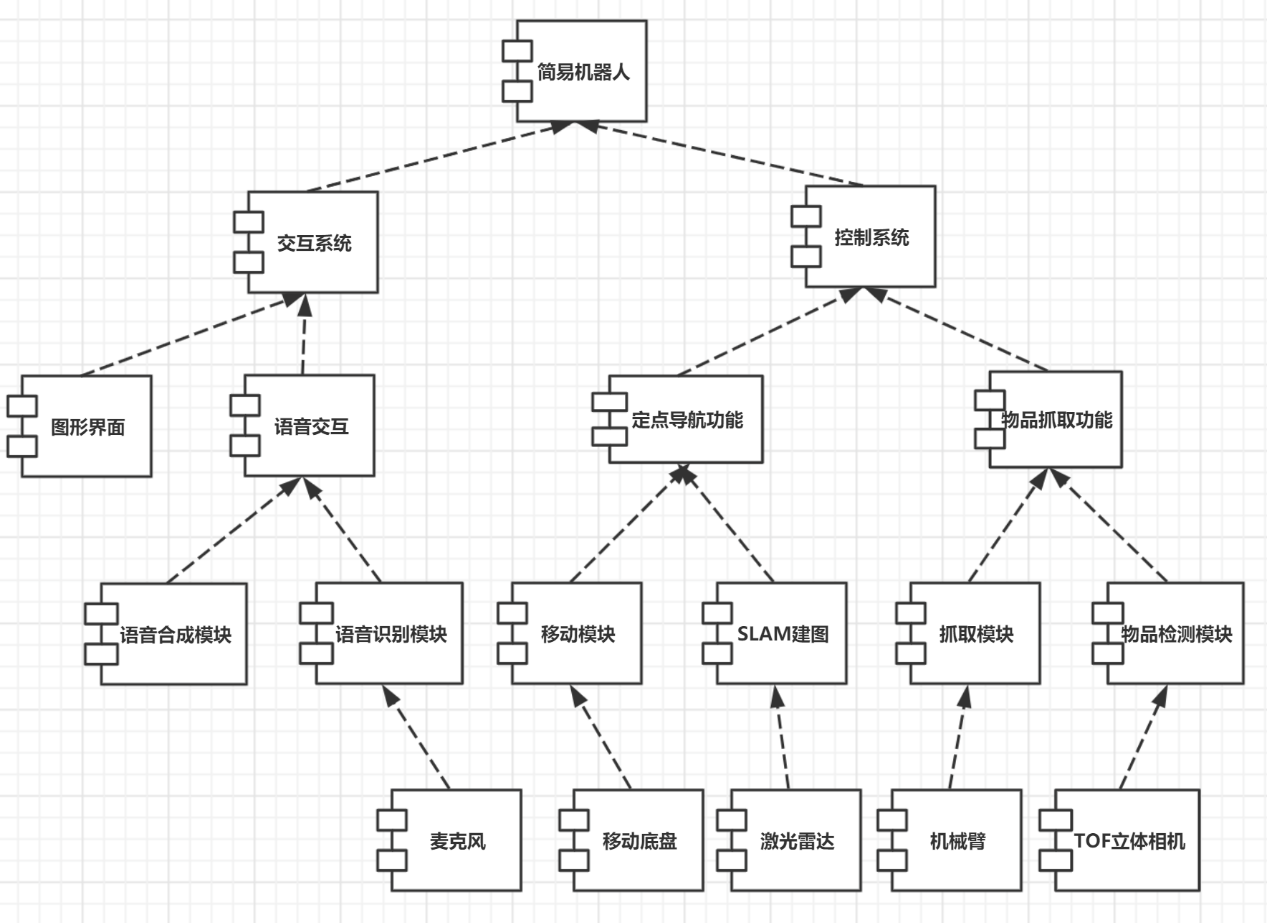 简易机器人
交互系统
控制系统
图形界面
语音交互
定点导航功能
物品抓取功能
语音合成模块
语音识别模块
移动模块
SLAM建图
抓取模块
物品检测模块
麦克风
移动底盘
激光雷达
机械臂
TOF立体相机